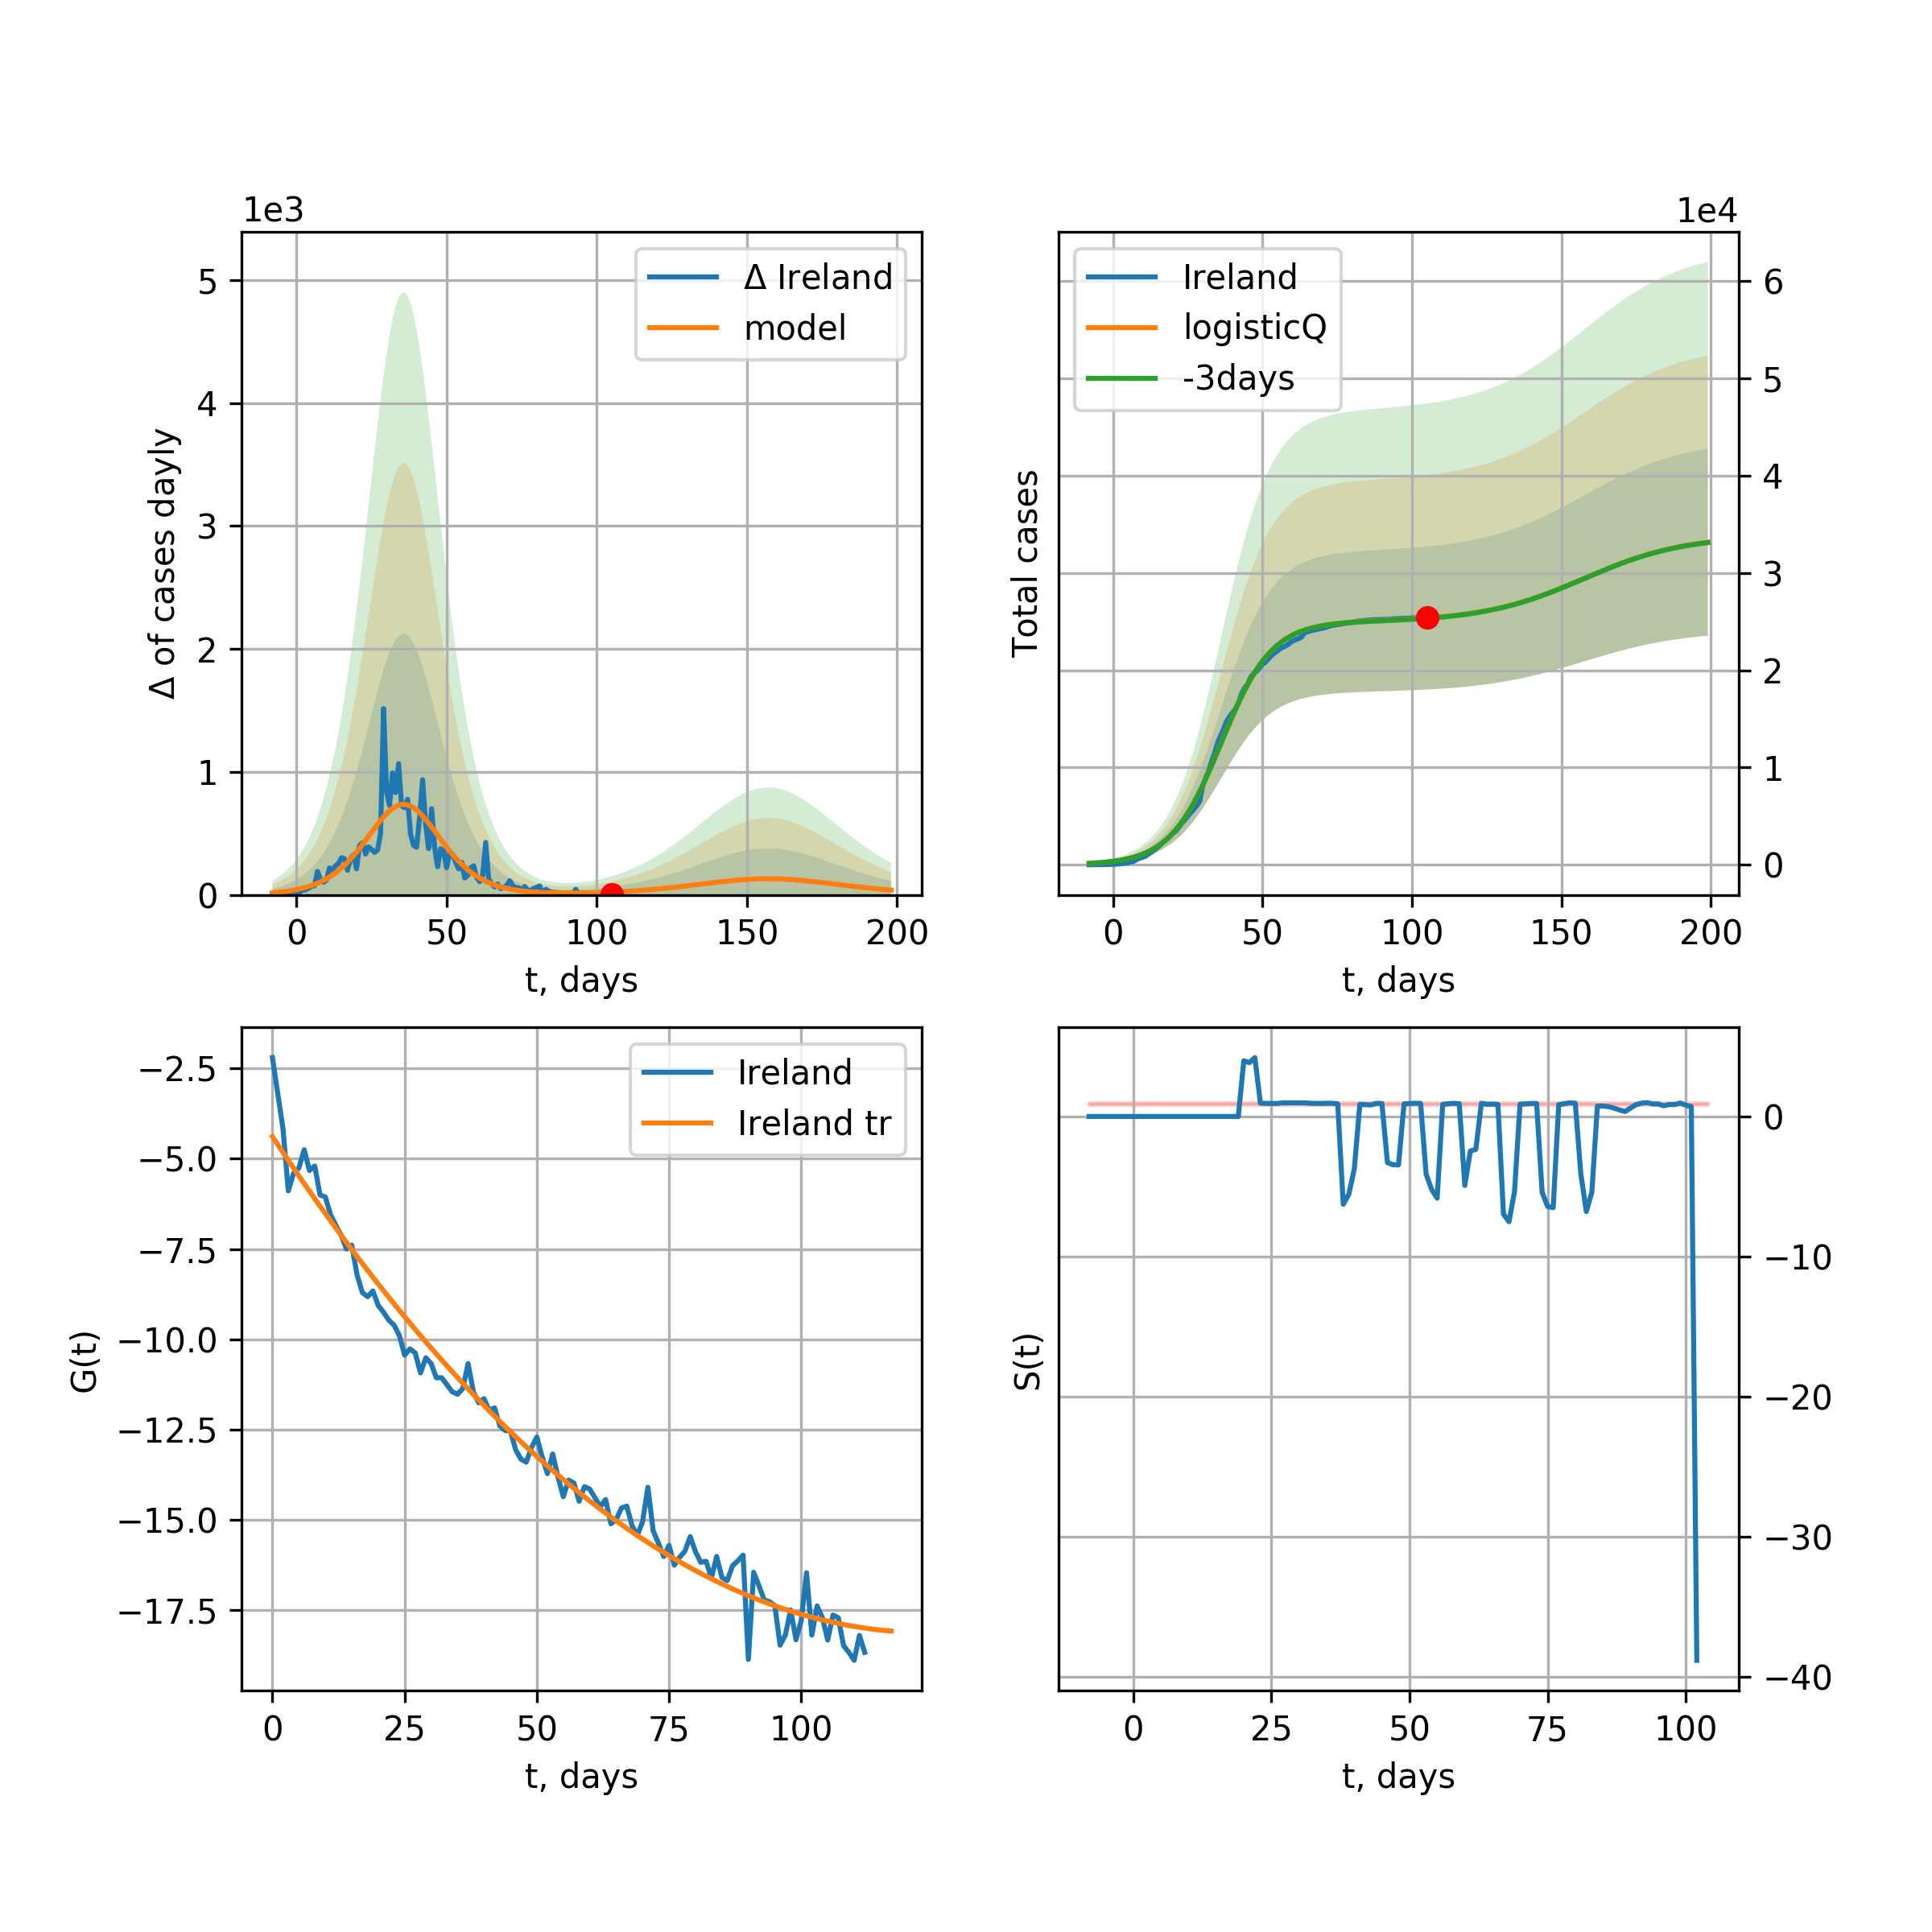 1e3
Δ of cases dayly
5
4
3
2
1
0
Δ Ireland
model
0 50 100 150 200
t, days
1e4
Total cases
Ireland
logisticQ
-3days
6
5
4
3
2
1
0
0 50 100 150 200
t, days
G(t)
−2.5
−5.0
−7.5
−10.0
−12.5
−15.0
−17.5
Ireland
Ireland tr
0 25 50 75 100
t, days
S(t)
0
−10
−20
−30
−40
0 25 50 75 100
t, days